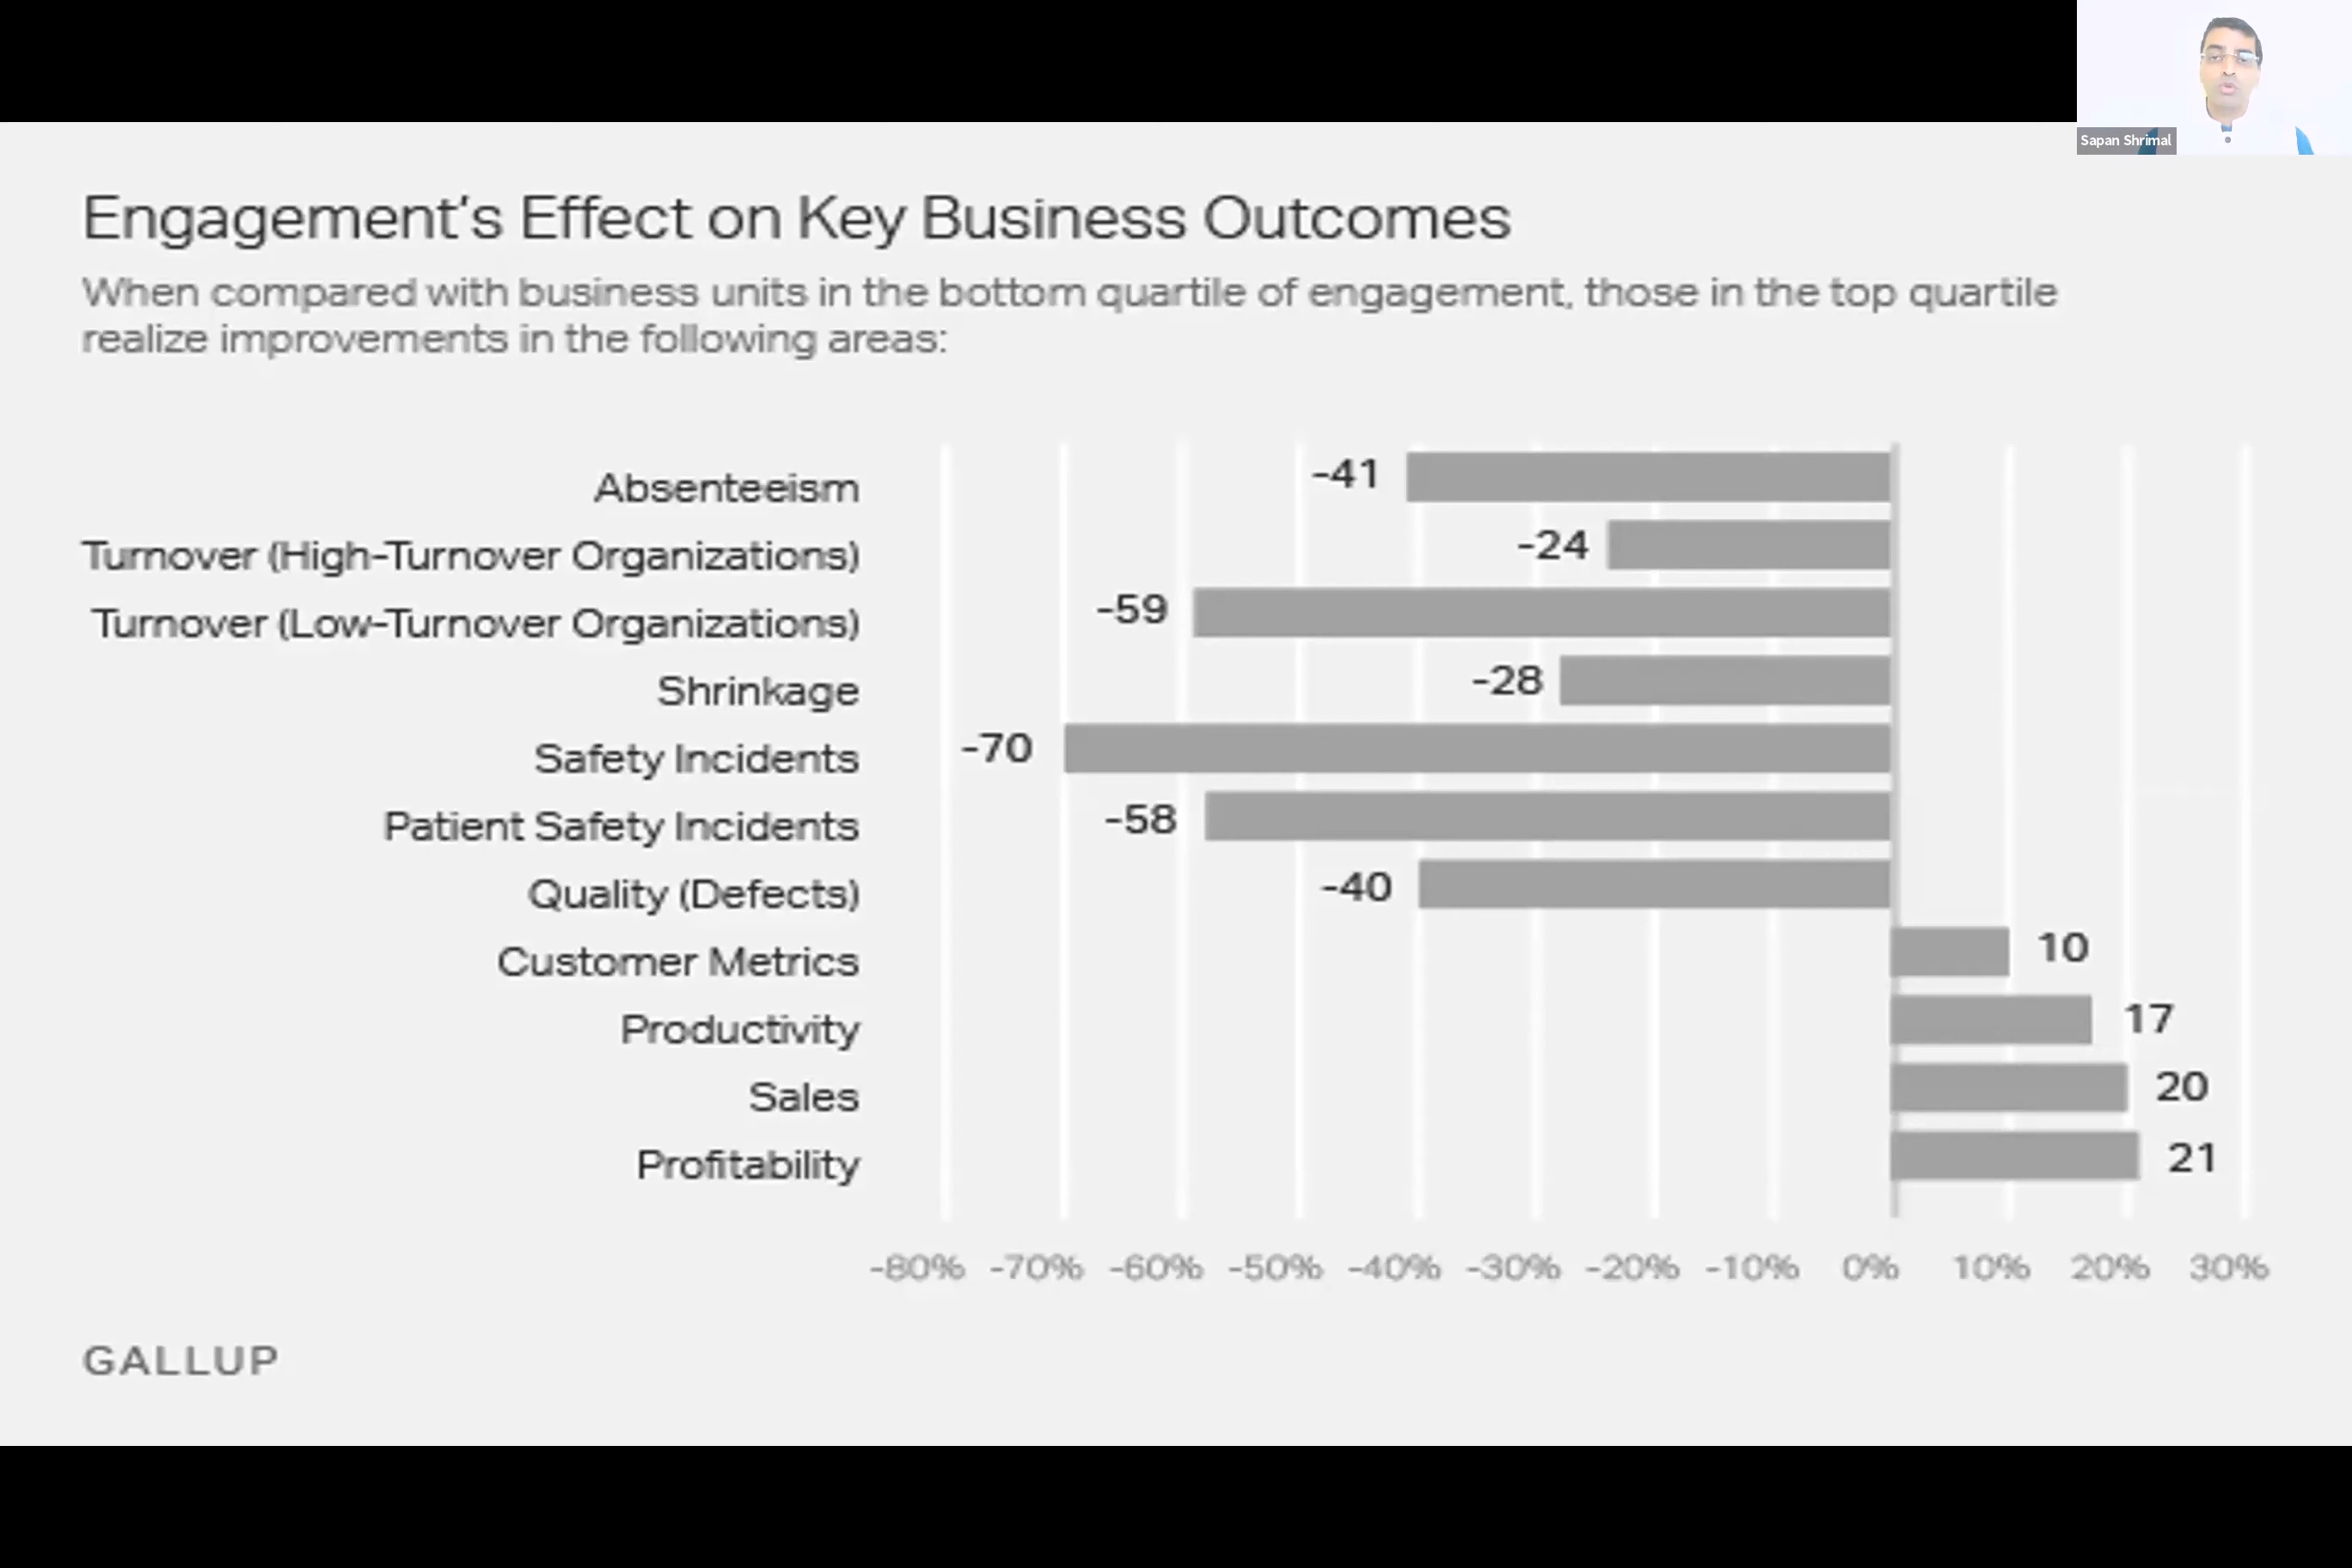 Sapan Shrimal
Engagement's Effect on Key Business Outcomes
When compared with business units in the bottom quartile of engagement, those in the top quartile
realize improvements in the following areas:
Absenteeism -41
Turnover (High-Turnover Organizations) -24
Turnover (Low-Turnover Organizations) -59
Shrinkage -28
Safety Incidents -70
Patient Safety Incidents -58
Quality (Defects) -40
Customer Metrics 10
Productivity 17
Sales 20
Profitability 21
-80% -70% -60% -50% -40% -30% -20% -10% 0% 10% 20% 30%
GALLUP